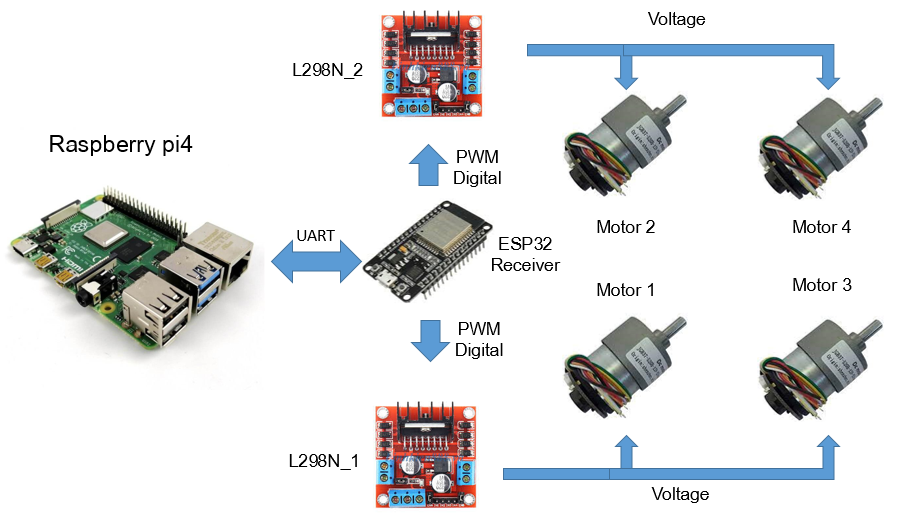 Voltage
L298N_2
Raspberry pi4
PWM
Digital
Motor 2
Motor 4
UART
ESP32
Receiver
Motor 1
Motor 3
PWM
Digital
L298N_1
Voltage
HDMI